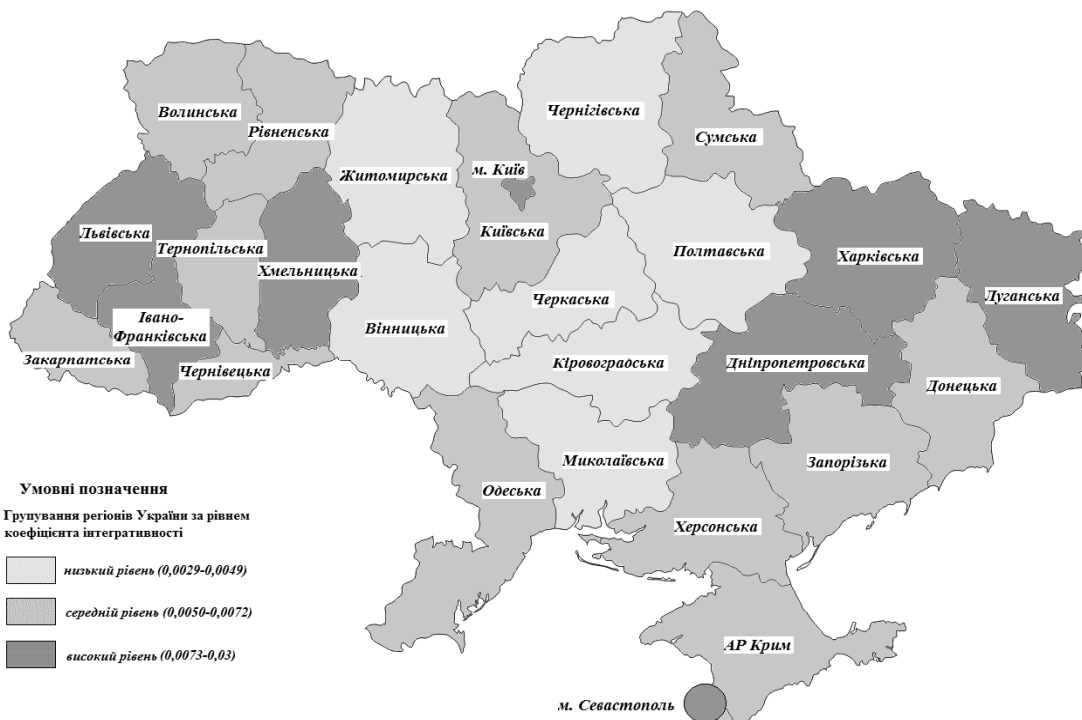 Волинська
Рівненська
Чернігівська
Сумська
Житомирська
м. Київ
Київська
Львівська
Тернопільська
Хмельницька
Полтавська
Харківська
Луганська
Черкаська
Івано-
Франківська
Вінницька
Закарпатська
Чернівецька
Кіровоградська
Дніпропетровська
Донецька
Миколаївська
Запорізька
Одеська
Херсонська
АР Крим
м. Севастополь
Умовні позначення
Групування регіонів України за рівнем
коефіцієнта інтегративності
низький рівень (0,0029-0,0049)
середній рівень (0,0050-0,0072)
високий рівень (0,0073-0,03)